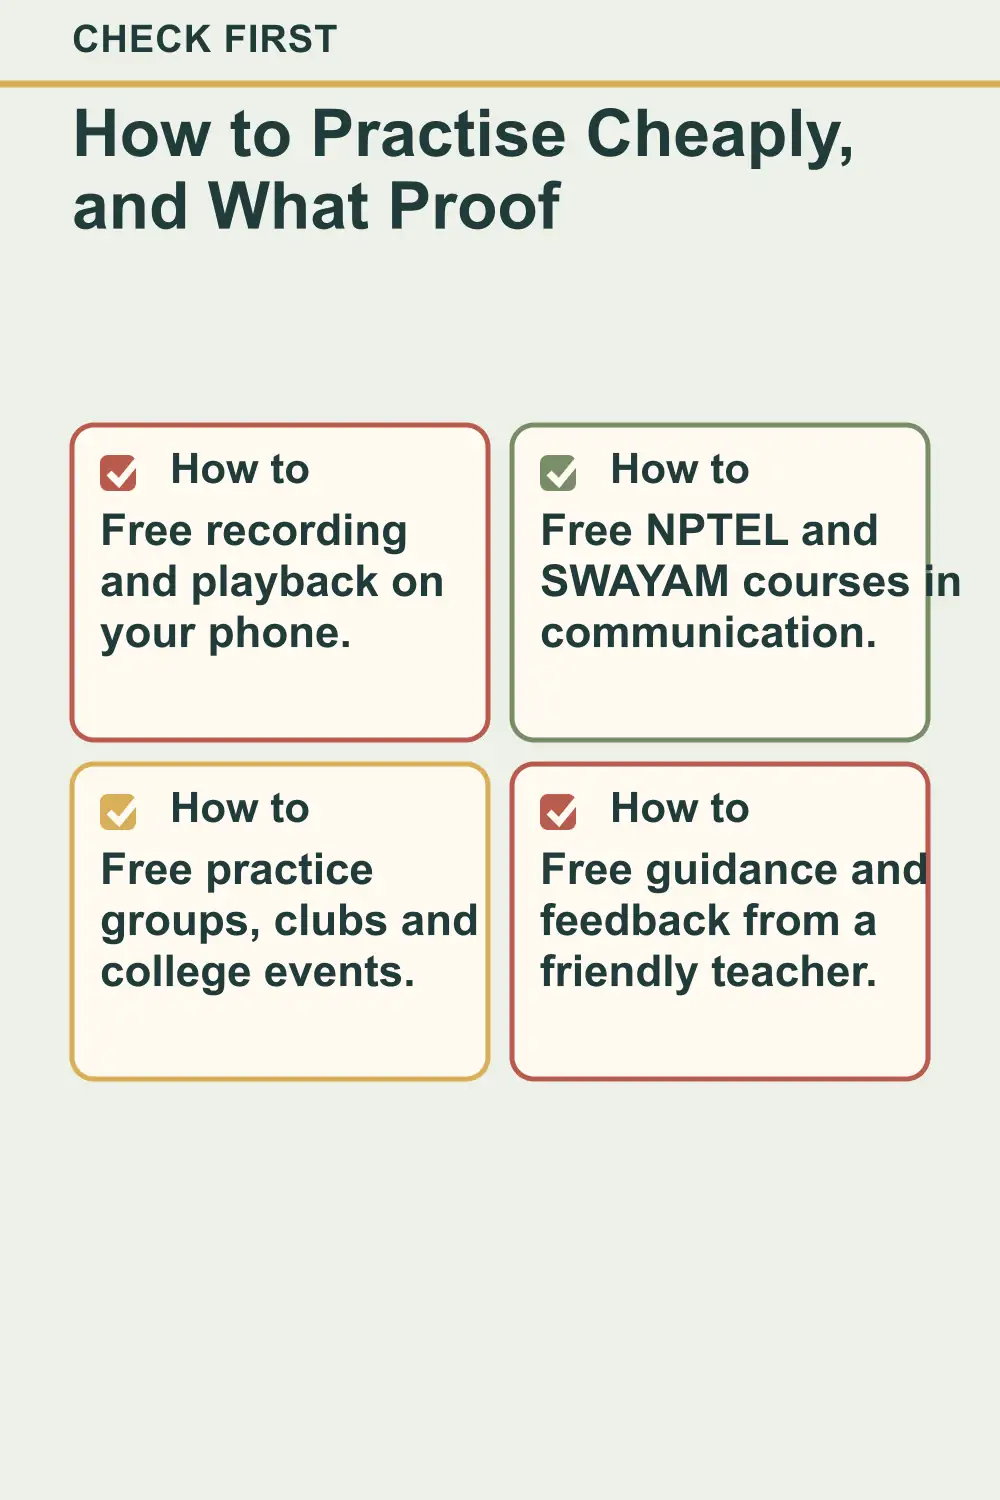 CHECK FIRST
How to Practise Cheaply,
and What Proof
How to
Free recording
and playback on
your phone.
How to
Free NPTEL and
SWAYAM courses in
communication.
How to
Free practice
groups, clubs and
college events.
How to
Free guidance and
feedback from a
friendly teacher.